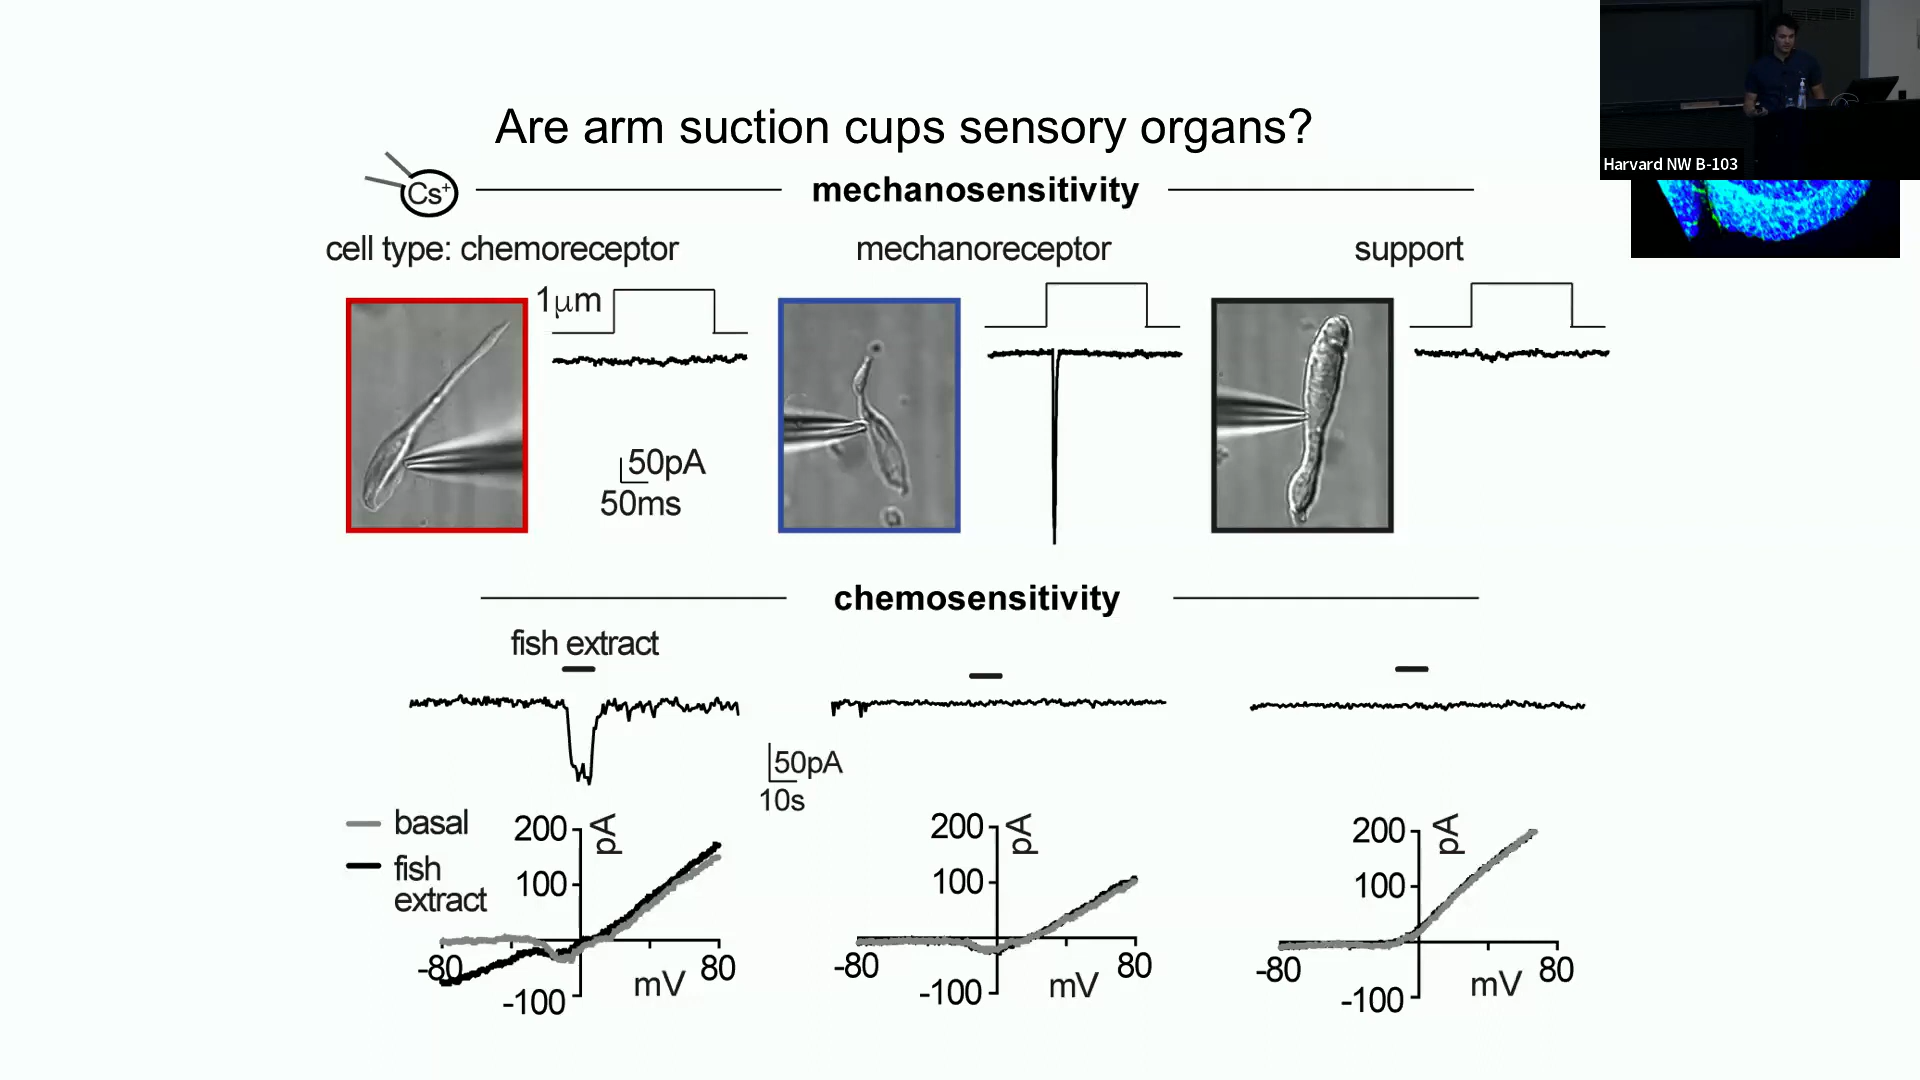 Are arm suction cups sensory organs?
Harvard NW B-103
Cs+
mechanosensitivity
cell type: chemoreceptor
mechanoreceptor
support
1μm
50pA
50ms
chemosensitivity
fish extract
50pA
10s
basal
fish
extract
200
pA
100
-80
80
mV
-100
200
pA
100
-80
80
mV
-100
200
pA
100
-80
80
mV
-100